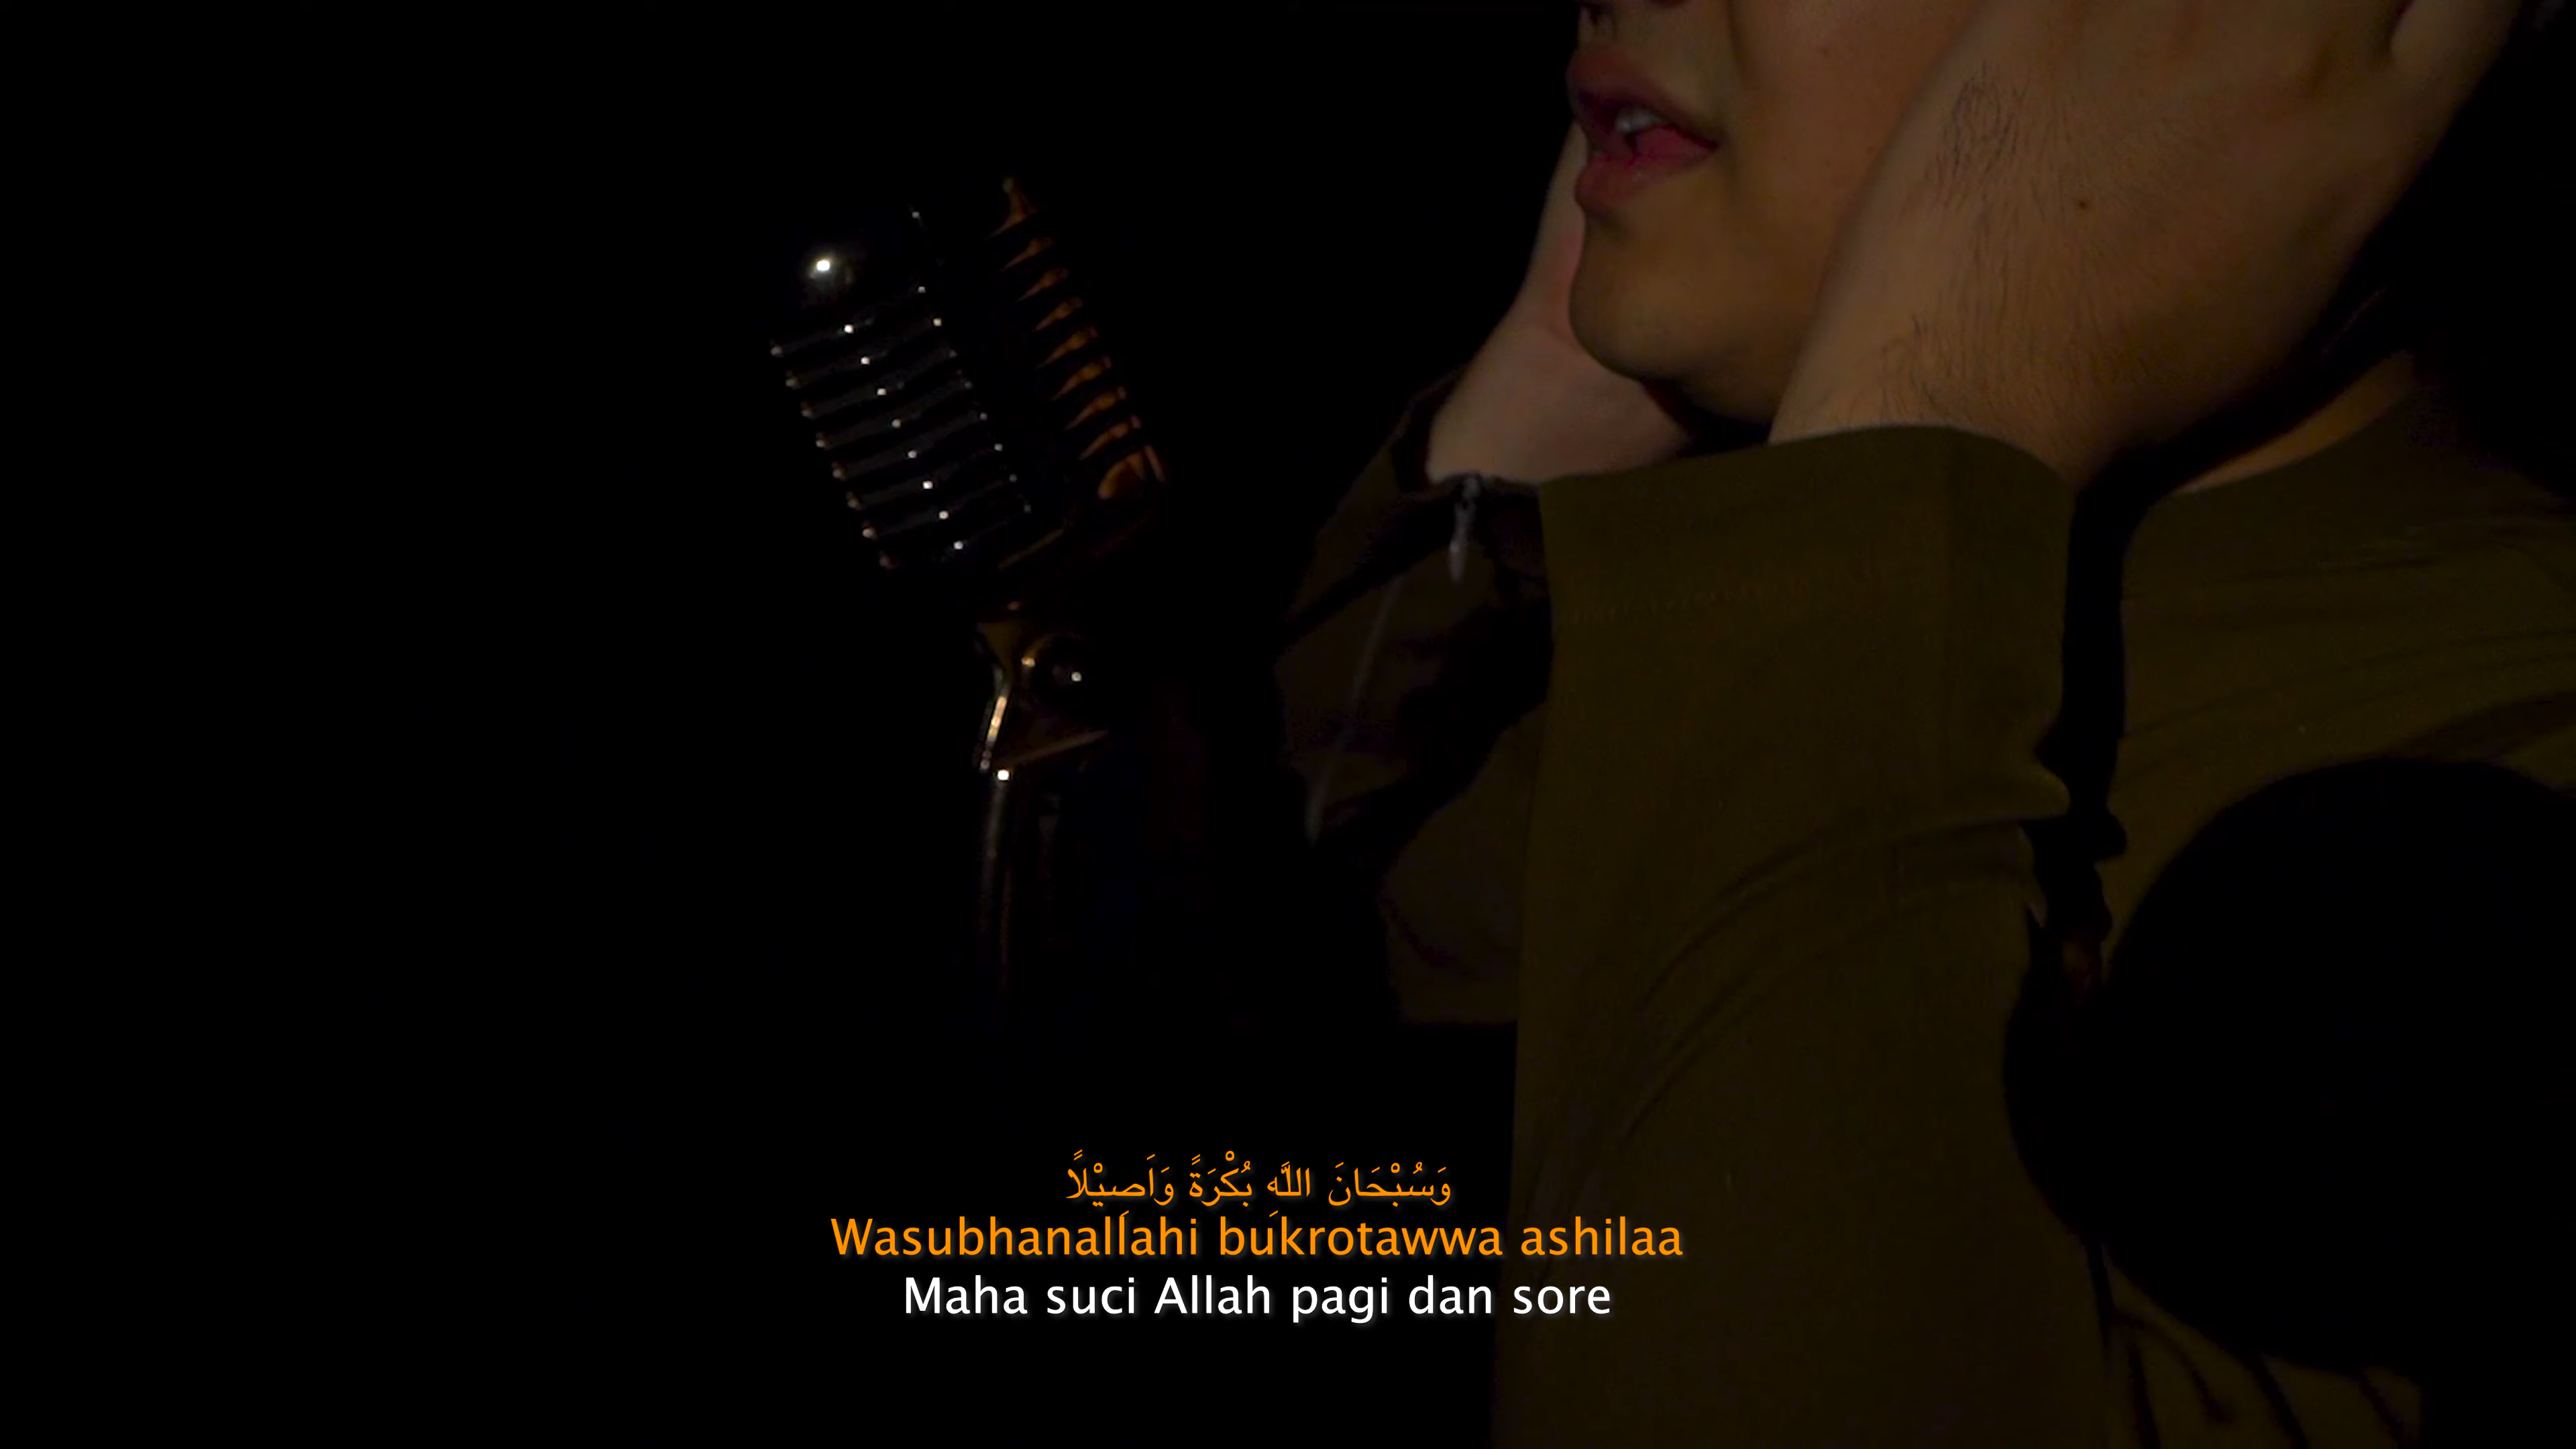 وَسُبْحَانَ اللَّهِ بُكْرَةً وَاَصِيْلاً
Wasubhanallahi bukrotawwa ashilaa
Maha suci Allah pagi dan sore